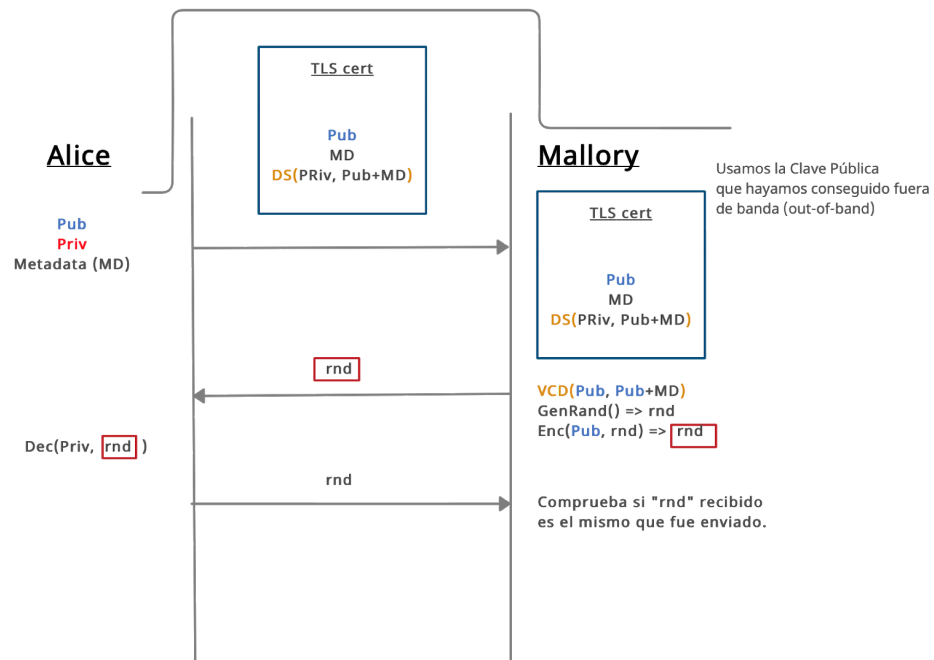 TLS cert
Pub
MD
DS(PRiv, Pub+MD)
Alice
Mallory
Usamos la Clave Pública
que hayamos conseguido fuera
de banda (out-of-band)
Pub
Priv
Metadata (MD)
TLS cert
Pub
MD
DS(PRiv, Pub+MD)
rnd
VCD(Pub, Pub+MD)
GenRand() => rnd
Enc(Pub, rnd) => rnd
Dec(Priv, rnd )
rnd
Comprueba si "rnd" recibido
es el mismo que fue enviado.